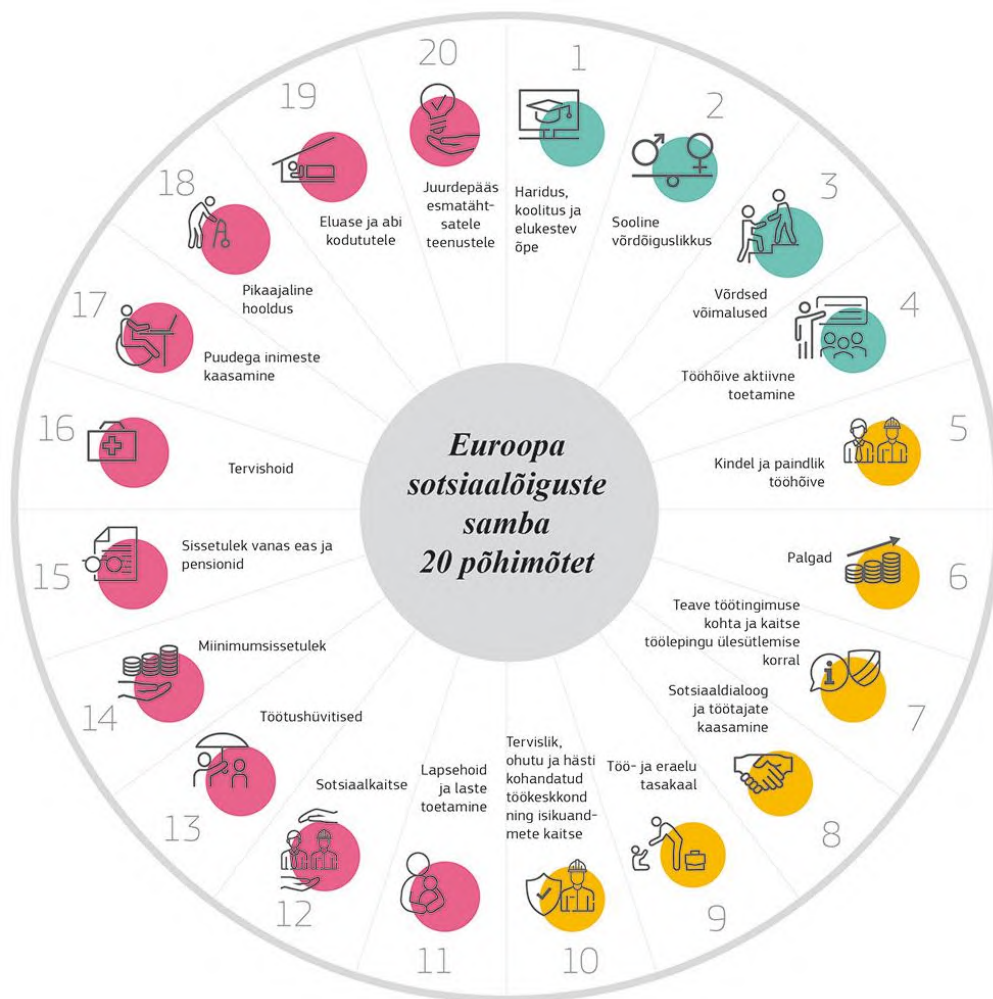 Euroopa
sotsiaalõiguste
samba
20 põhimõtet
1
Haridus,
koolitus ja
elukestev
õpe
2
Sooline
võrdõiguslikkus
3
Võrdsed
võimalused
4
Tööhõive aktiivne
toetamine
5
Kindel ja paindlik
tööhõive
6
Palgad
7
Teave töötingimuse
kohta ja kaitse
töölepingu ülesütlemise
korral
8
Sotsiaaldialoog
ja töötajate
kaasamine
9
Töö- ja eraelu
tasakaal
10
Tervislik,
ohutu ja hästi
kohandatud
töökeskkond
ning isikuand-
mete kaitse
11
Lapsehoid
ja laste
toetamine
12
Sotsiaalkaitse
13
Töötushüvitised
14
Miinimumsissetulek
15
Sissetulek vanas eas ja
pensionid
16
Tervishoid
17
Puudega inimeste
kaasamine
18
Pikaajaline
hooldus
19
Eluase ja abi
kodututele
20
Juurdepääs
esmatäht-
satele
teenustele